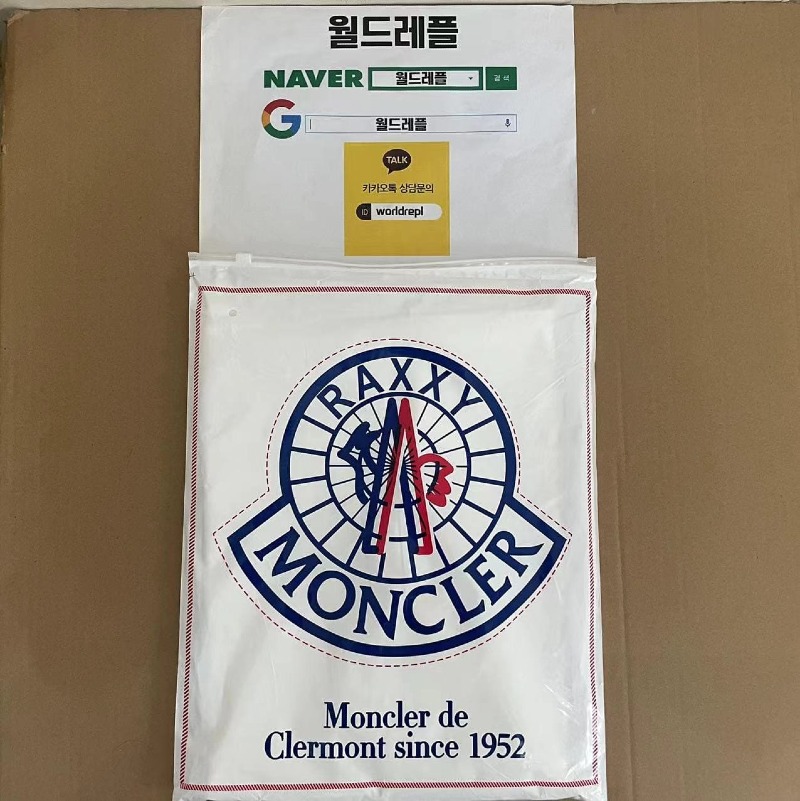 월드레플
NAVER 월드레플 검색
월드레플
TALK
카카오톡 상담문의
ID worldrepl
RAXXY
MONCLER
Moncler de
Clermont since 1952